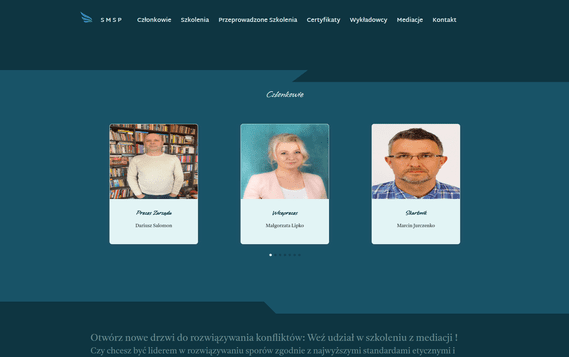 SMSP Członkowie Szkolenia Przeprowadzone Szkolenia Certyfikaty Wykładowcy Mediacje Kontakt
Członkowie
Prezes Zarządu Wiceprezes Skarbnik
Dariusz Salomon Małgorzata Lipko Marcin Jurczenko
Otwórz nowe drzwi do rozwiązywania konfliktów: Weź udział w szkoleniu z mediacji !
Czy chcesz być liderem w rozwiązywaniu sporów zgodnie z najwyższymi standardami etycznymi i